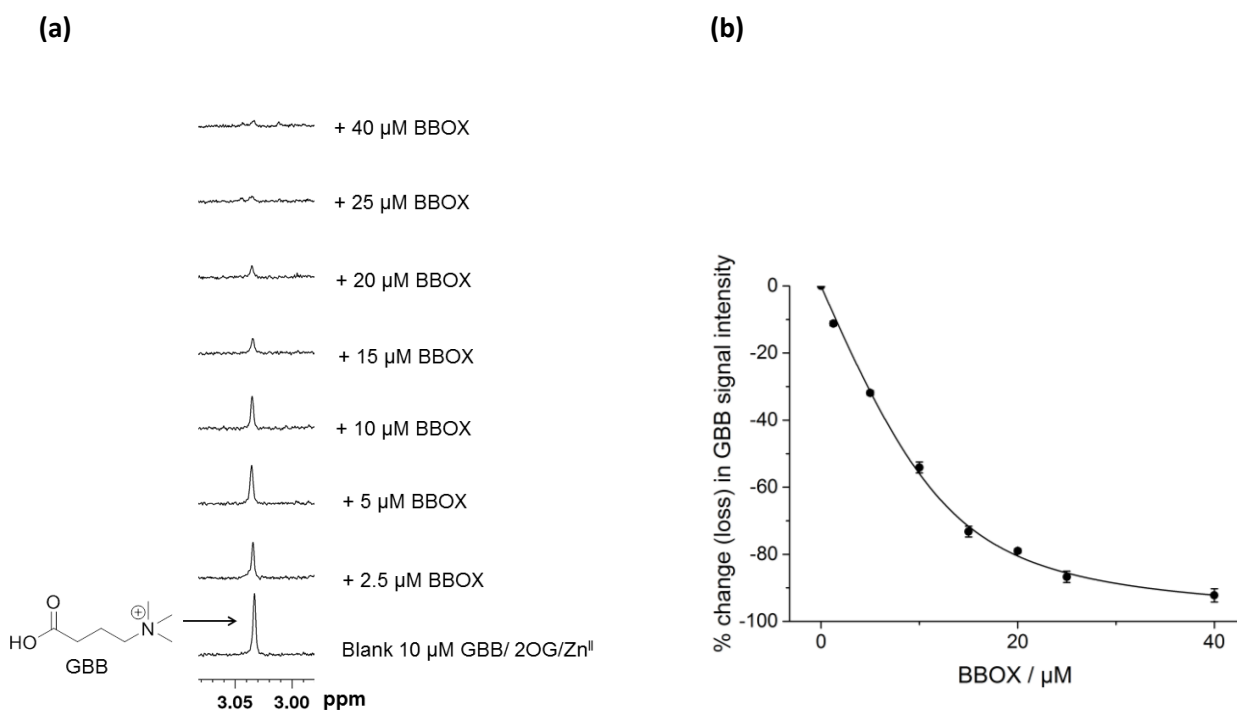 (a)
+ 40 µM BBOX
+ 25 µM BBOX
+ 20 µM BBOX
+ 15 µM BBOX
+ 10 µM BBOX
+ 5 µM BBOX
+ 2.5 µM BBOX
Blank 10 µM GBB/ 2OG/Znᴵᴵ
O
HO
N
+
GBB
3.05 3.00 ppm
(b)
% change (loss) in GBB signal intensity
0
-20
-40
-60
-80
-100
0 20 40
BBOX / µM